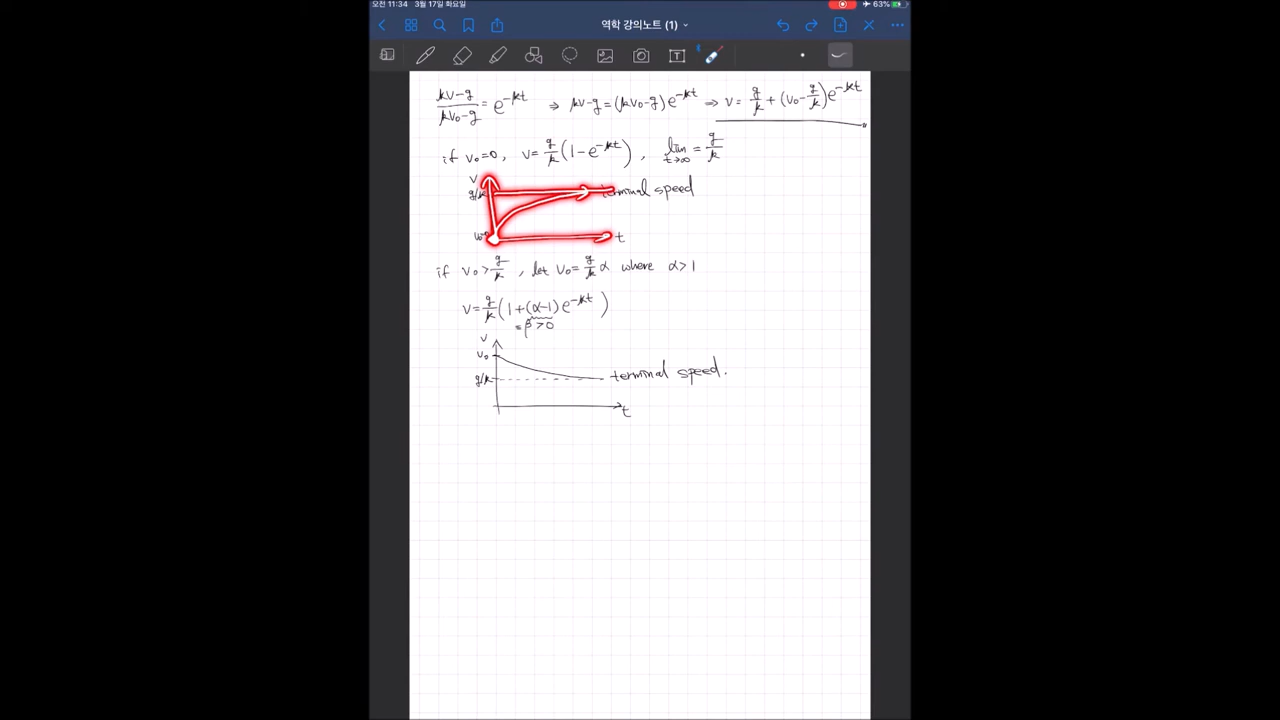 오전 11:34 3월 17일 화요일
63%
역학 강의노트 (1)
T
(kv-g)/(kv₀-g) = e^(-kt) ⇒ kv-g = (kv₀-g)e^(-kt) ⇒ v = g/k + (v₀ - g/k)e^(-kt)
if v₀=0, v = g/k (1-e^(-kt)), lim t→∞ = g/k
v
g/k terminal speed
t
if v₀ > g/k, let v₀ = g/k α where α>1
v = g/k (1+(α-1)e^(-kt))
= β > 0
v
v₀
g/k terminal speed.
t